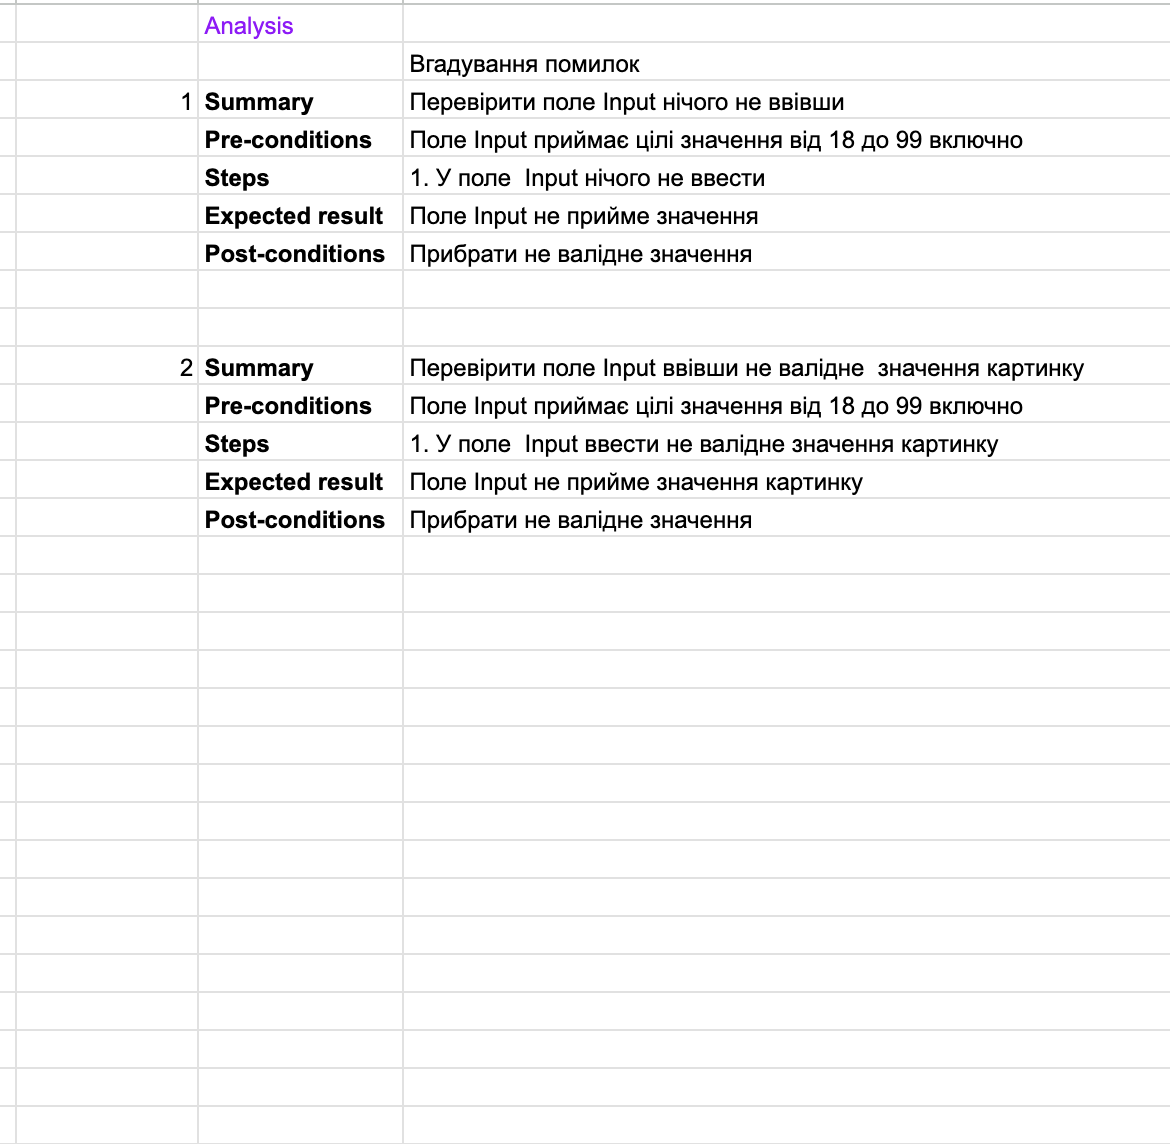 Analysis
Вгадування помилок
1 Summary Перевірити поле Input нічого не ввівши
Pre-conditions Поле Input приймає цілі значення від 18 до 99 включно
Steps 1. У поле  Input нічого не ввести
Expected result Поле Input не прийме значення
Post-conditions Прибрати не валідне значення
2 Summary Перевірити поле Input ввівши не валідне  значення картинку
Pre-conditions Поле Input приймає цілі значення від 18 до 99 включно
Steps 1. У поле  Input ввести не валідне значення картинку
Expected result Поле Input не прийме значення картинку
Post-conditions Прибрати не валідне значення